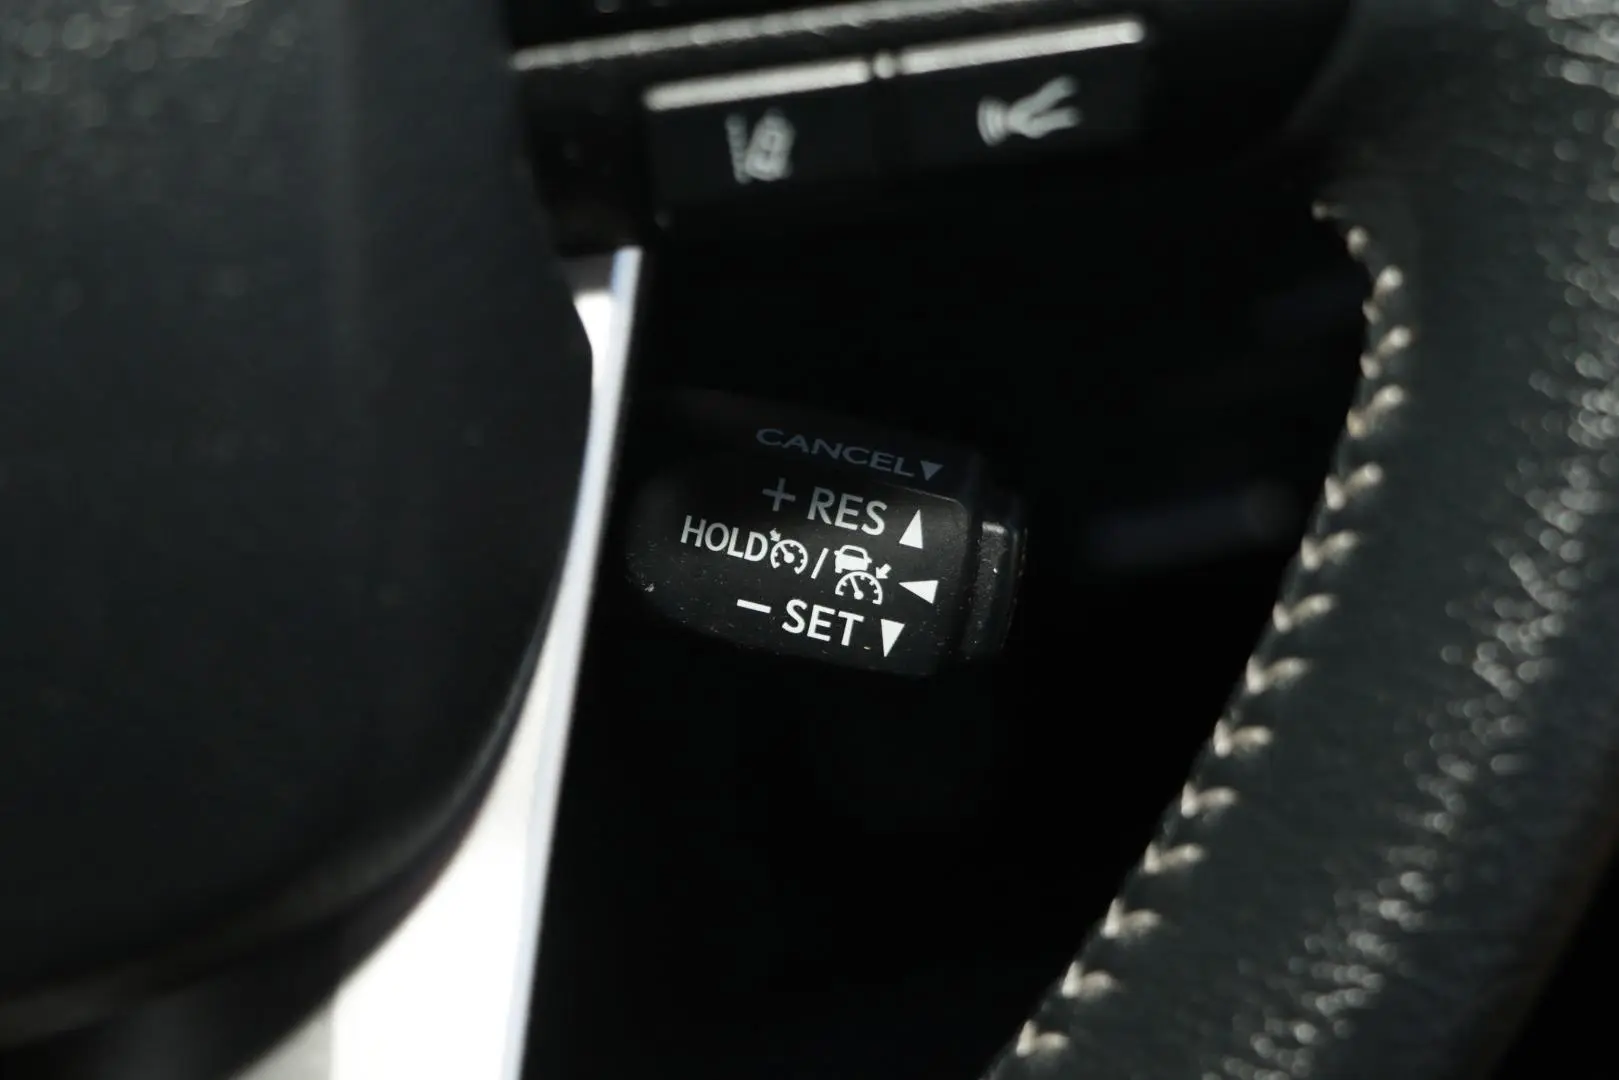 CANCEL▼
+ RES ▲
HOLD / ◀
− SET ▼